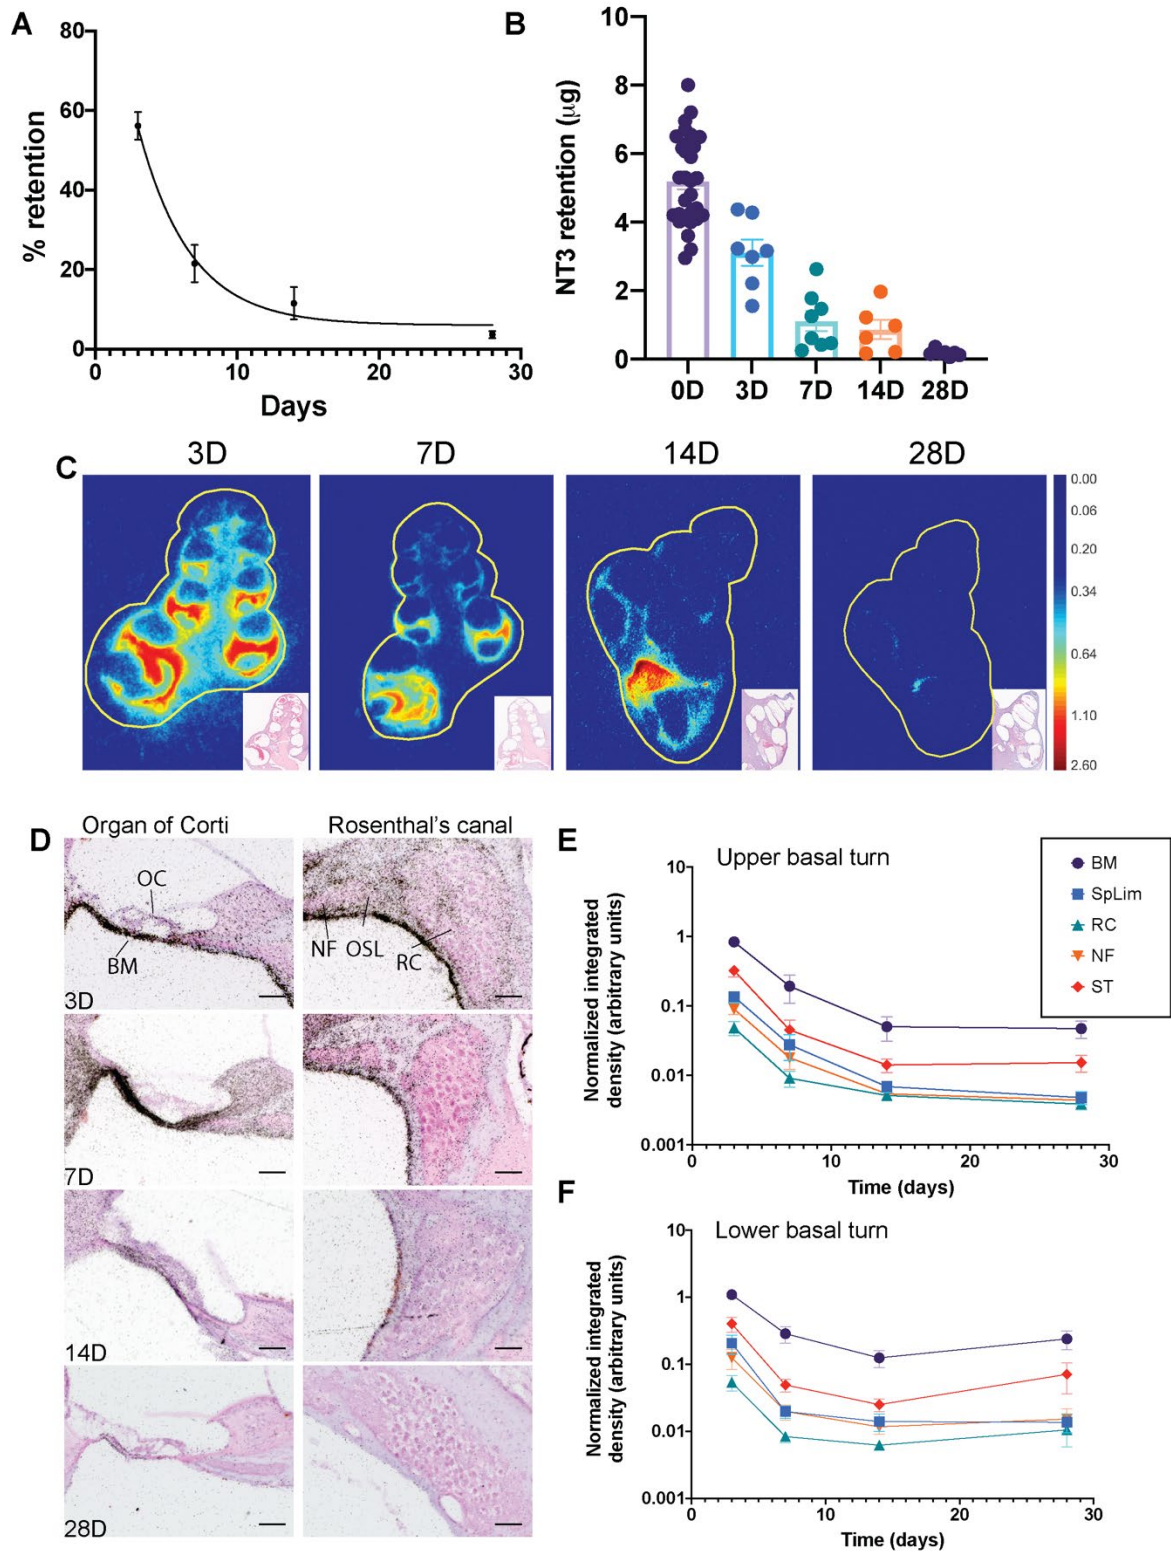 A
% retention
80
60
40
20
0
0 10 20 30
Days
B
NT3 retention (µg)
10
8
6
4
2
0
0D 3D 7D 14D 28D
C
3D 7D 14D 28D
0.00
0.06
0.20
0.34
0.64
1.10
2.60
D
Organ of Corti Rosenthal's canal
OC
BM
3D
NF OSL RC
7D
14D
28D
E
Upper basal turn
Normalized integrated
density (arbitrary units)
10
1
0.1
0.01
0.001
0 10 20 30
Time (days)
BM
SpLim
RC
NF
ST
F
Lower basal turn
Normalized integrated
density (arbitrary units)
10
1
0.1
0.01
0.001
0 10 20 30
Time (days)